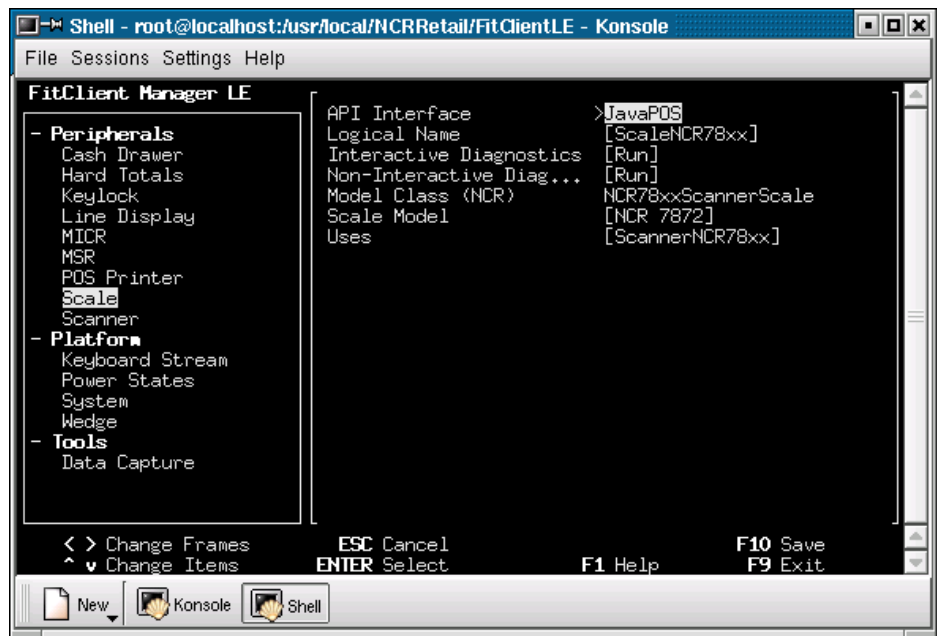 Shell - root@localhost:/usr/local/NCRRetail/FitClientLE - Konsole
File Sessions Settings Help
FitClient Manager LE
- Peripherals
Cash Drawer
Hard Totals
Keylock
Line Display
MICR
MSR
POS Printer
Scale
Scanner
- Platform
Keyboard Stream
Power States
System
Wedge
- Tools
Data Capture
API Interface >JavaPOS
Logical Name [ScaleNCR78xx]
Interactive Diagnostics [Run]
Non-Interactive Diag... [Run]
Model Class (NCR) NCR78xxScannerScale
Scale Model [NCR 7872]
Uses [ScannerNCR78xx]
< > Change Frames ESC Cancel F10 Save
^ v Change Items ENTER Select F1 Help F9 Exit
New Konsole Shell